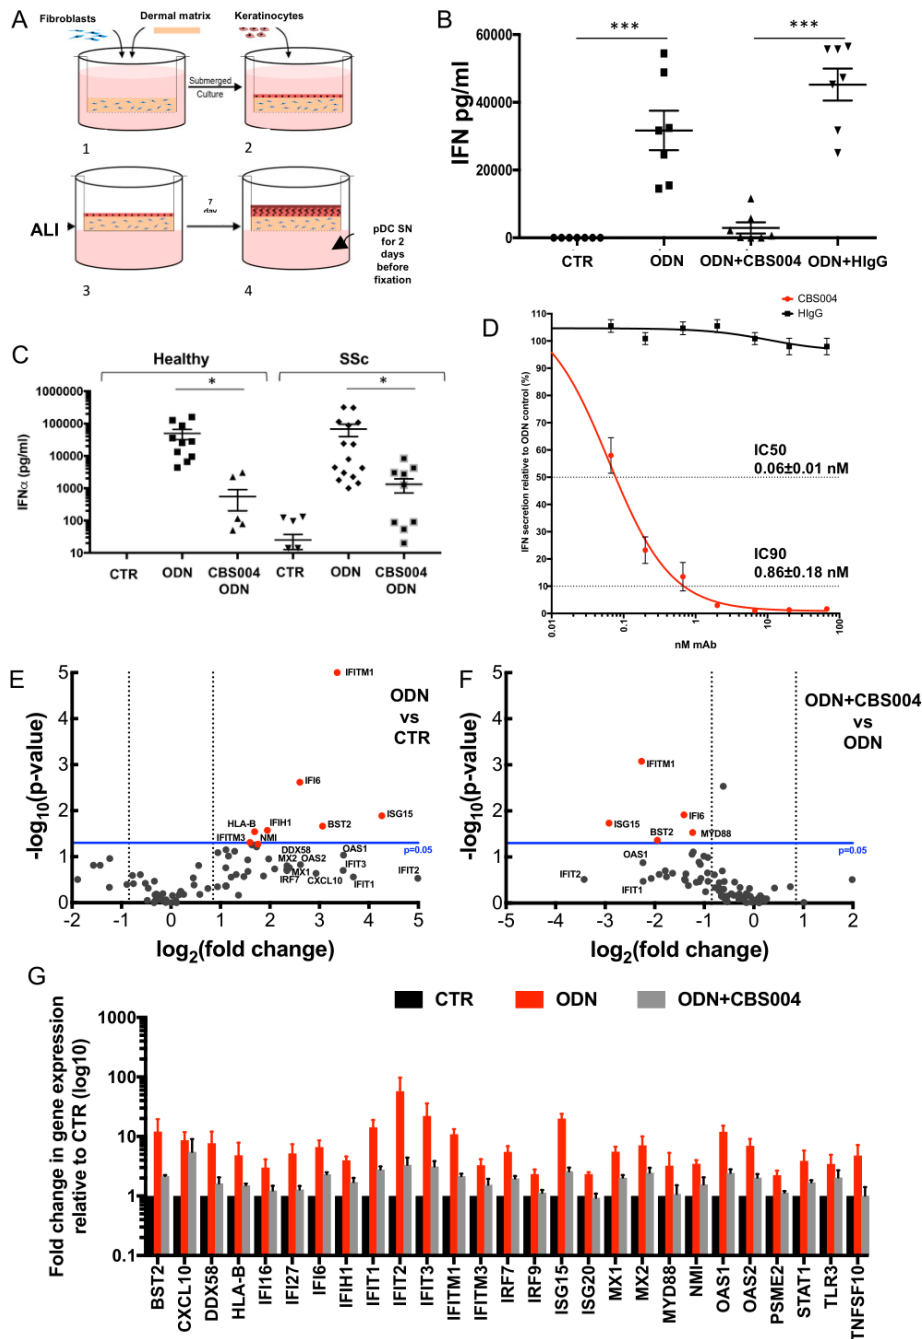 A
Fibroblasts
Dermal matrix
Keratinocytes
Submerged
Culture
1
2
ALI
7
day
pDC SN
for 2
days
before
fixation
3
4
B
***
***
IFN pg/ml
60000
40000
20000
0
CTR
ODN
ODN+CBS004
ODN+HIgG
C
Healthy
SSc
*
*
IFNα (pg/ml)
1000000
100000
10000
1000
100
10
CTR
ODN
CBS004
ODN
CTR
ODN
CBS004
ODN
D
CBS004
HIgG
IFN secretion relative to ODN control (%)
110
100
90
80
70
60
50
40
30
20
10
0
IC50
0.06±0.01 nM
IC90
0.86±0.18 nM
0.01
0.1
1
10
100
nM mAb
E
ODN
vs
CTR
-log10(p-value)
5
4
3
2
1
0
IFITM1
IFI6
ISG15
HLA-B
IFIH1
BST2
IFITM3
NMI
p=0.05
DDX58
OAS1
MX2
OAS2
MX1
IFIT3
IRF7
CXCL10
IFIT1
IFIT2
-2
-1
0
1
2
3
4
5
log2(fold change)
F
ODN+CBS004
vs
ODN
-log10(p-value)
5
4
3
2
1
0
IFITM1
ISG15
IFI6
BST2
MYD88
p=0.05
OAS1
IFIT2
IFIT1
-5
-4
-3
-2
-1
0
1
2
log2(fold change)
G
CTR
ODN
ODN+CBS004
Fold change in gene expression
relative to CTR (log10)
1000
100
10
1
0.1
BST2
CXCL10
DDX58
HLA-B
IFI16
IFI27
IFI6
IFIH1
IFIT1
IFIT2
IFIT3
IFITM1
IFITM3
IRF7
IRF9
ISG15
ISG20
MX1
MX2
MYD88
NMI
OAS1
OAS2
PSME2
STAT1
TLR3
TNFSF10